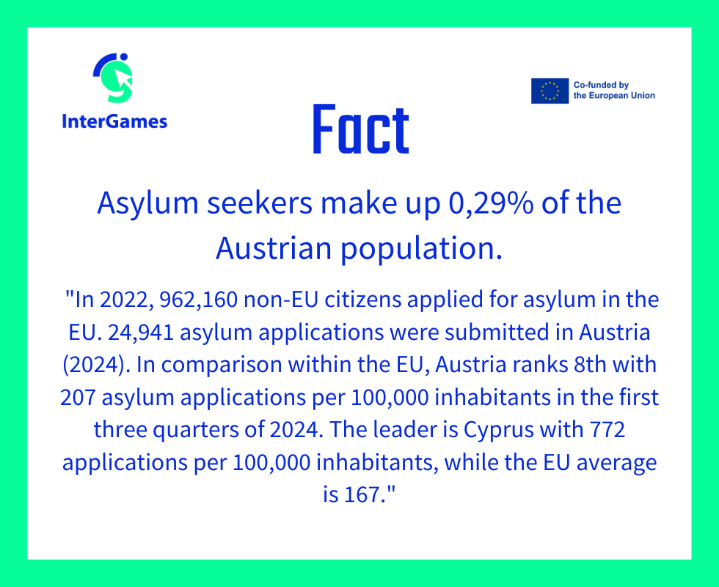 InterGames
Co-funded by
the European Union
Fact
Asylum seekers make up 0,29% of the
Austrian population.
"In 2022, 962,160 non-EU citizens applied for asylum in the
EU. 24,941 asylum applications were submitted in Austria
(2024). In comparison within the EU, Austria ranks 8th with
207 asylum applications per 100,000 inhabitants in the first
three quarters of 2024. The leader is Cyprus with 772
applications per 100,000 inhabitants, while the EU average
is 167."